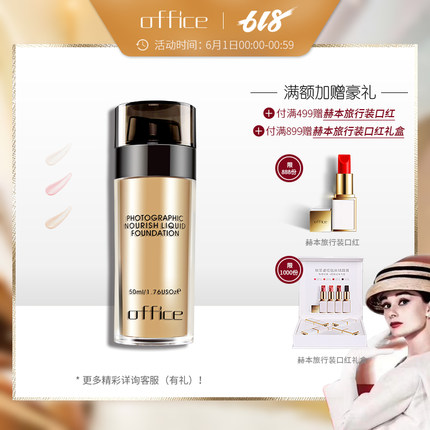 office | 618
活动时间：6月1日00:00-00:59
满额加赠豪礼
+付满499赠赫本旅行装口红
+付满899赠赫本旅行装口红礼盒
限
888份
赫本旅行装口红
限
1000份
赫本旅行装口红礼盒
PHOTOGRAPHIC
NOURISH LIQUID
FOUNDATION
50ml/1.76USOz℮
office
* 更多精彩详询客服（有礼）！